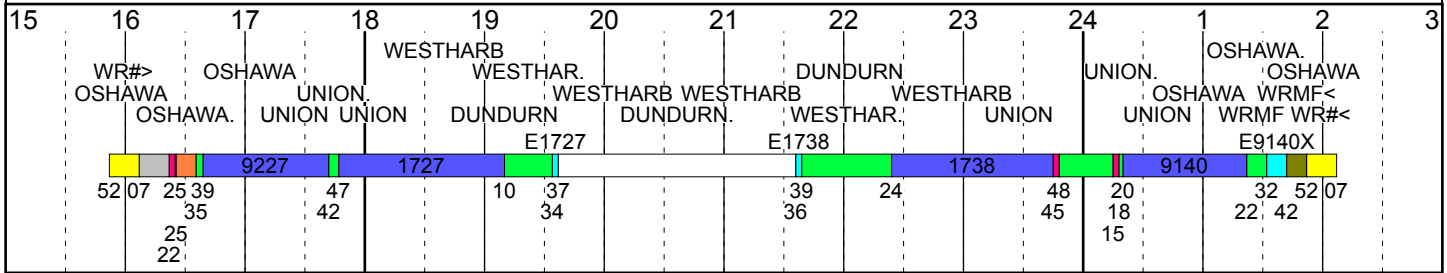 15 16 17 18 19 20 21 22 23 24 1 2 3
WESTHARB OSHAWA.
WR#> OSHAWA WESTHAR. DUNDURN UNION. OSHAWA
OSHAWA UNION. WESTHARB WESTHARB WESTHARB OSHAWA WRMF<
OSHAWA. UNION UNION DUNDURN DUNDURN. WESTHAR. UNION UNION WRMF WR#<
E1727 E1738 E9140X
9227 1727 1738 9140
52 07 25 39 47 10 37 39 24 48 20 32 52 07
35 42 34 36 45 18 22 42
25 15
22